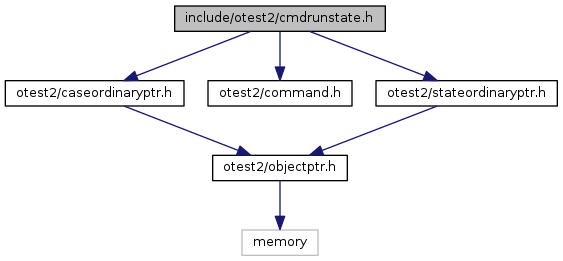 include/otest2/cmdrunstate.h
otest2/caseordinaryptr.h
otest2/command.h
otest2/stateordinaryptr.h
otest2/objectptr.h
memory